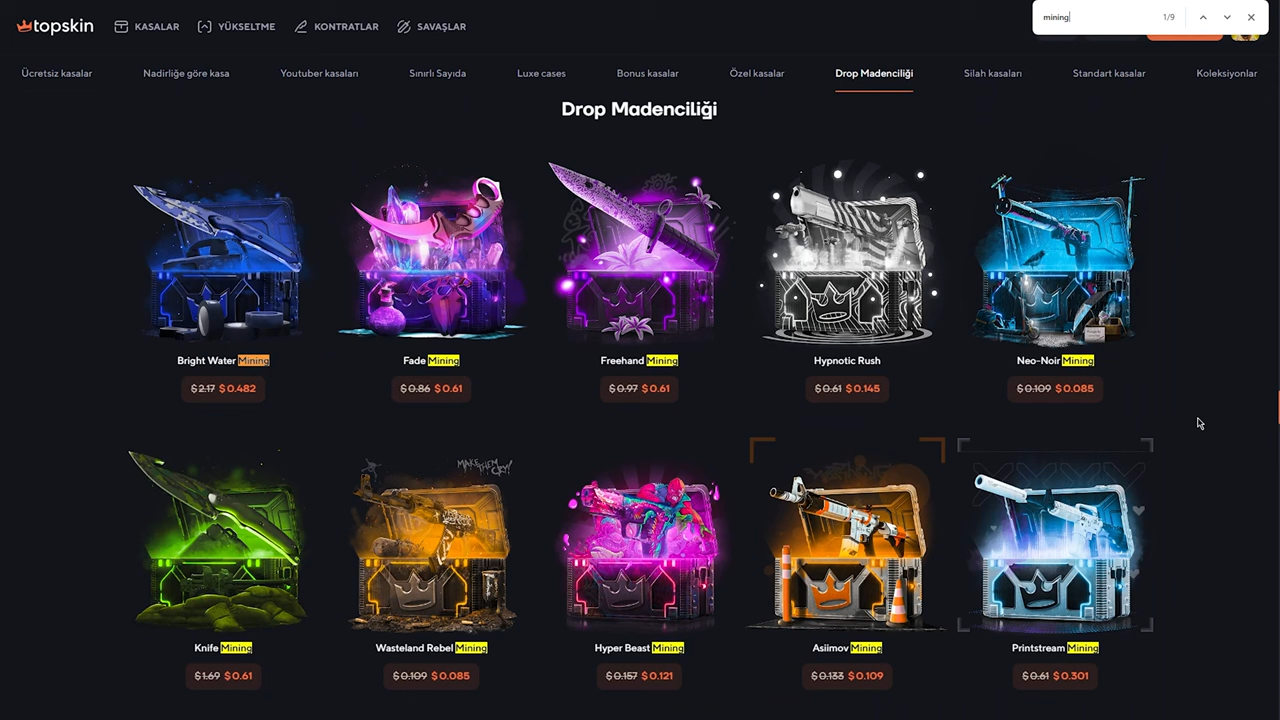 topskin KASALAR YÜKSELTME KONTRATLAR SAVAŞLAR mining 1/9
Ücretsiz kasalar Nadirliğe göre kasa Youtuber kasaları Sınırlı Sayıda Luxe cases Bonus kasalar Özel kasalar Drop Madenciliği Silah kasaları Standart kasalar Koleksiyonlar
Drop Madenciliği
Bright Water Mining Fade Mining Freehand Mining Hypnotic Rush Neo-Noir Mining
$2.17 $0.482 $0.86 $0.61 $0.97 $0.61 $0.61 $0.145 $0.109 $0.085
MAKE THEM CRY!
Knife Mining Wasteland Rebel Mining Hyper Beast Mining Asiimov Mining Printstream Mining
$1.69 $0.61 $0.109 $0.085 $0.157 $0.121 $0.133 $0.109 $0.61 $0.301